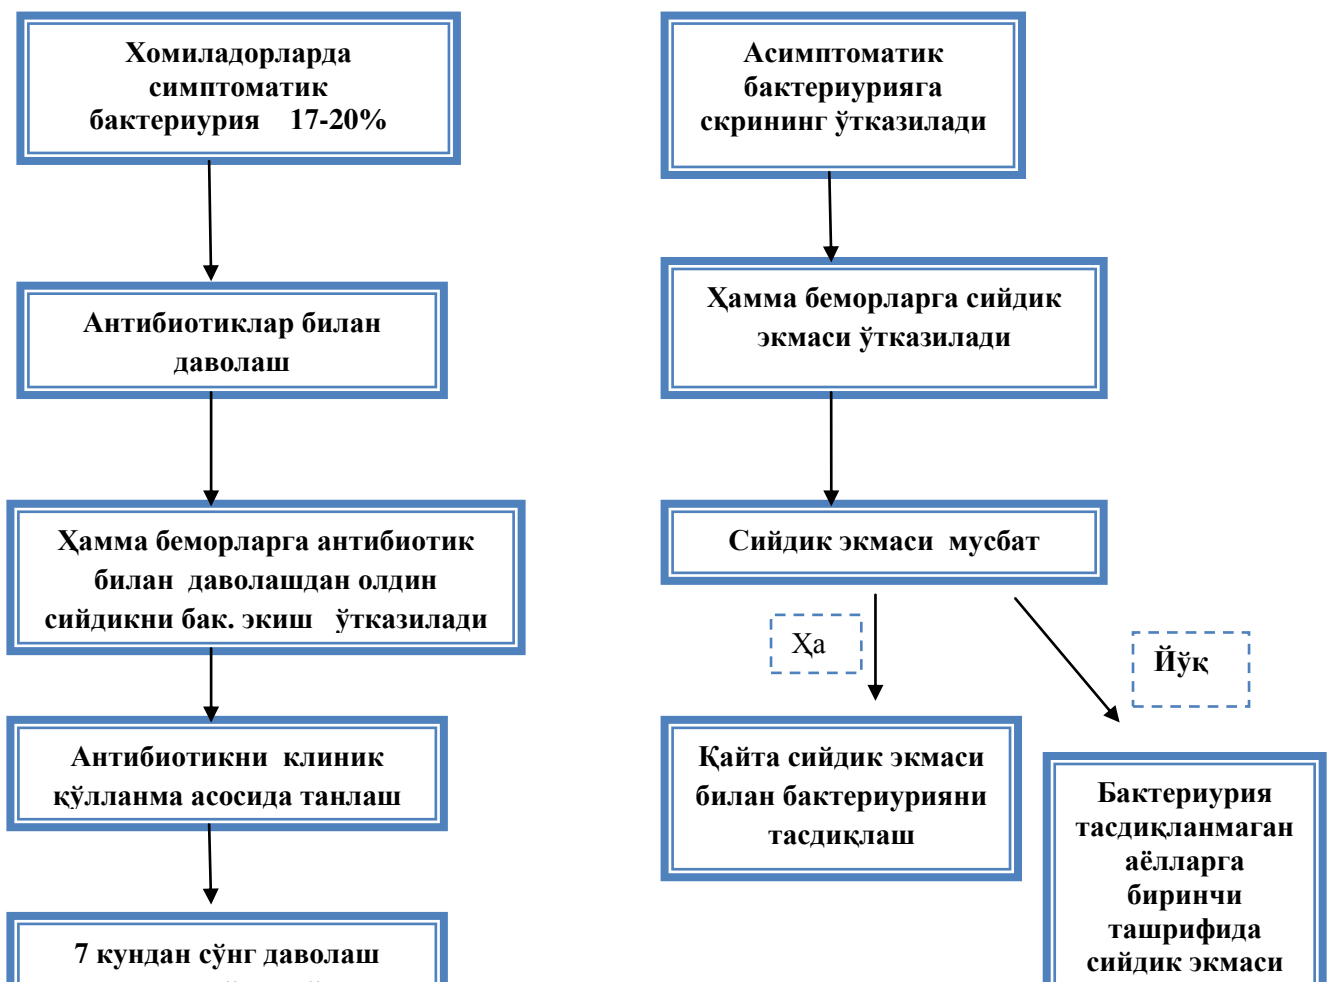 Хомиладорларда
симптоматик
бактериурия 17-20%
Антибиотиклар билан
даволаш
Ҳамма беморларга антибиотик
билан даволашдан олдин
сийдикни бак. экиш ўтказилади
Антибиотикни клиник
қўлланма асосида танлаш
7 кундан сўнг даволаш
Асимптоматик
бактериурияга
скрининг ўтказилади
Ҳамма беморларга сийдик
экмаси ўтказилади
Сийдик экмаси мусбат
Ҳа
Йўқ
Қайта сийдик экмаси
билан бактериурияни
тасдиқлаш
Бактериурия
тасдиқланмаган
аёлларга
биринчи
ташрифида
сийдик экмаси